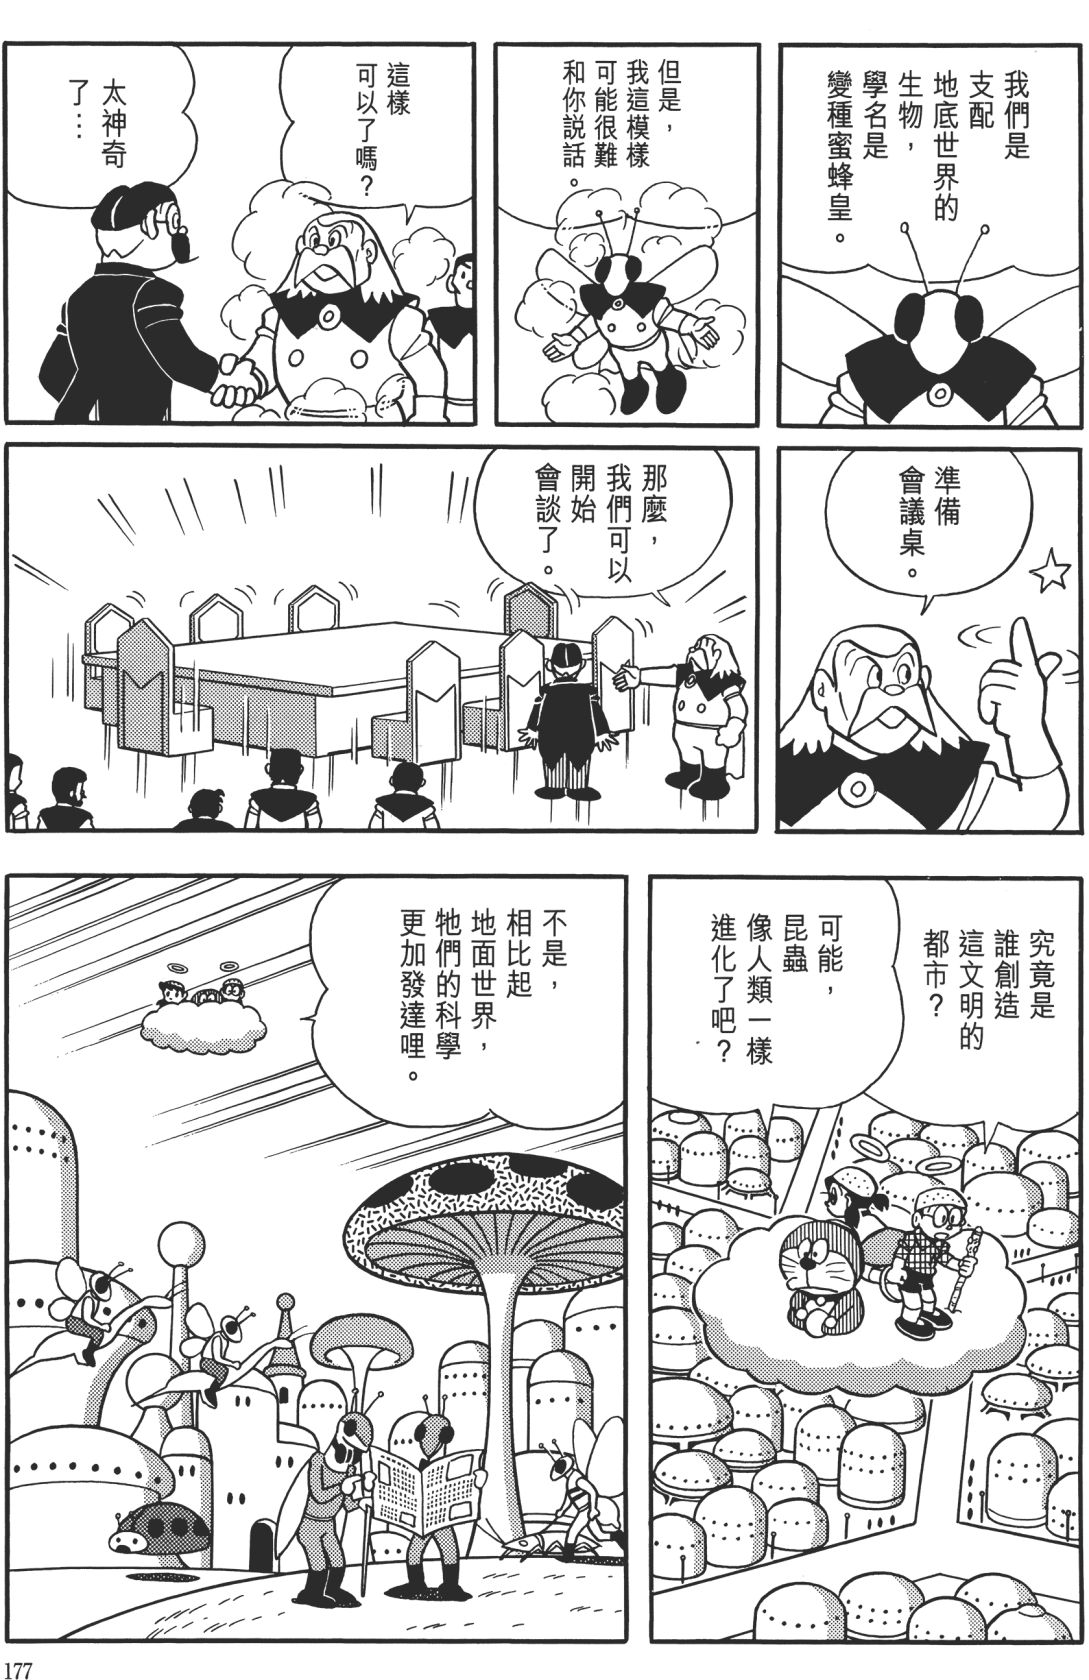 我們是
支配
地底世界的
生物，
學名是
變種蜜蜂皇。
但是，
我這模樣
可能很難
和你説話。
這樣
可以了嗎？
太神奇
了…
準備
會議桌。
那麼，
我們可以
開始
會談了。
究竟是
誰創造
這文明的
都市？
可能，
昆蟲
像人類一樣
進化了吧？
不是，
相比起
地面世界，
牠們的科學
更加發達哩。
177